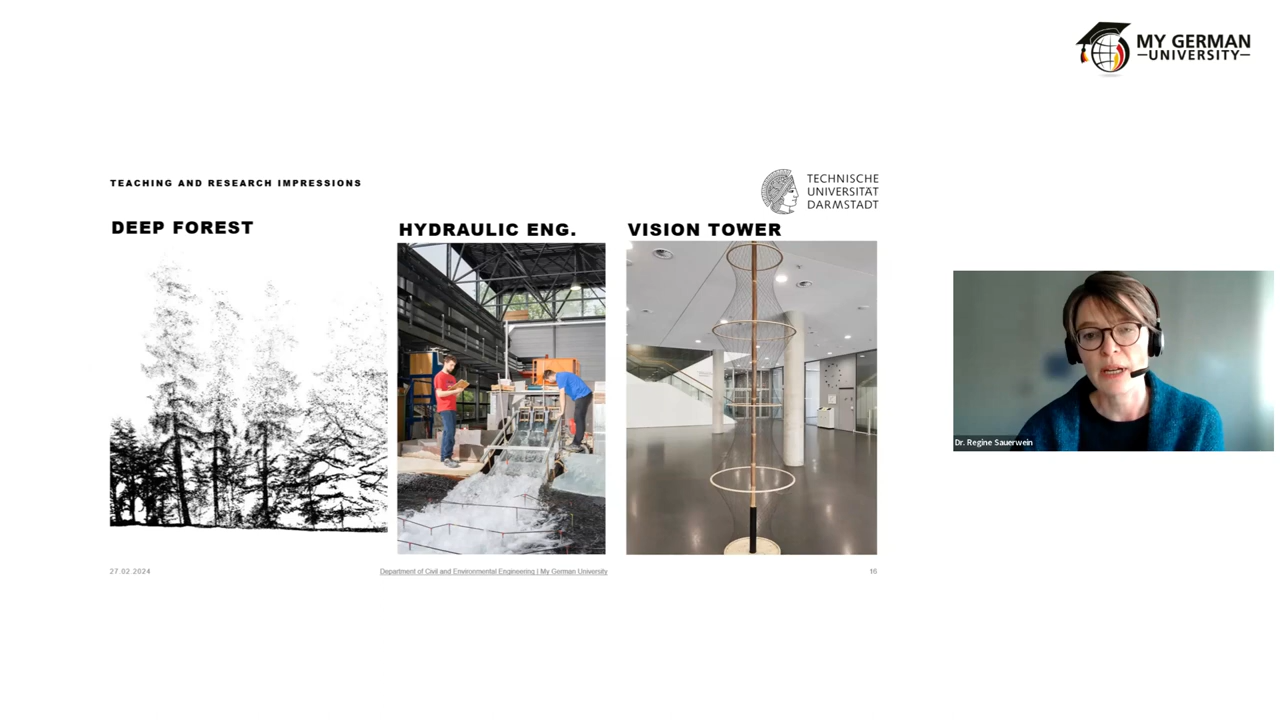 MY GERMAN
UNIVERSITY
TEACHING AND RESEARCH IMPRESSIONS
TECHNISCHE
UNIVERSITÄT
DARMSTADT
DEEP FOREST
HYDRAULIC ENG.
VISION TOWER
Dr. Regine Sauerwein
27.02.2024
Department of Civil and Environmental Engineering | My German University
16